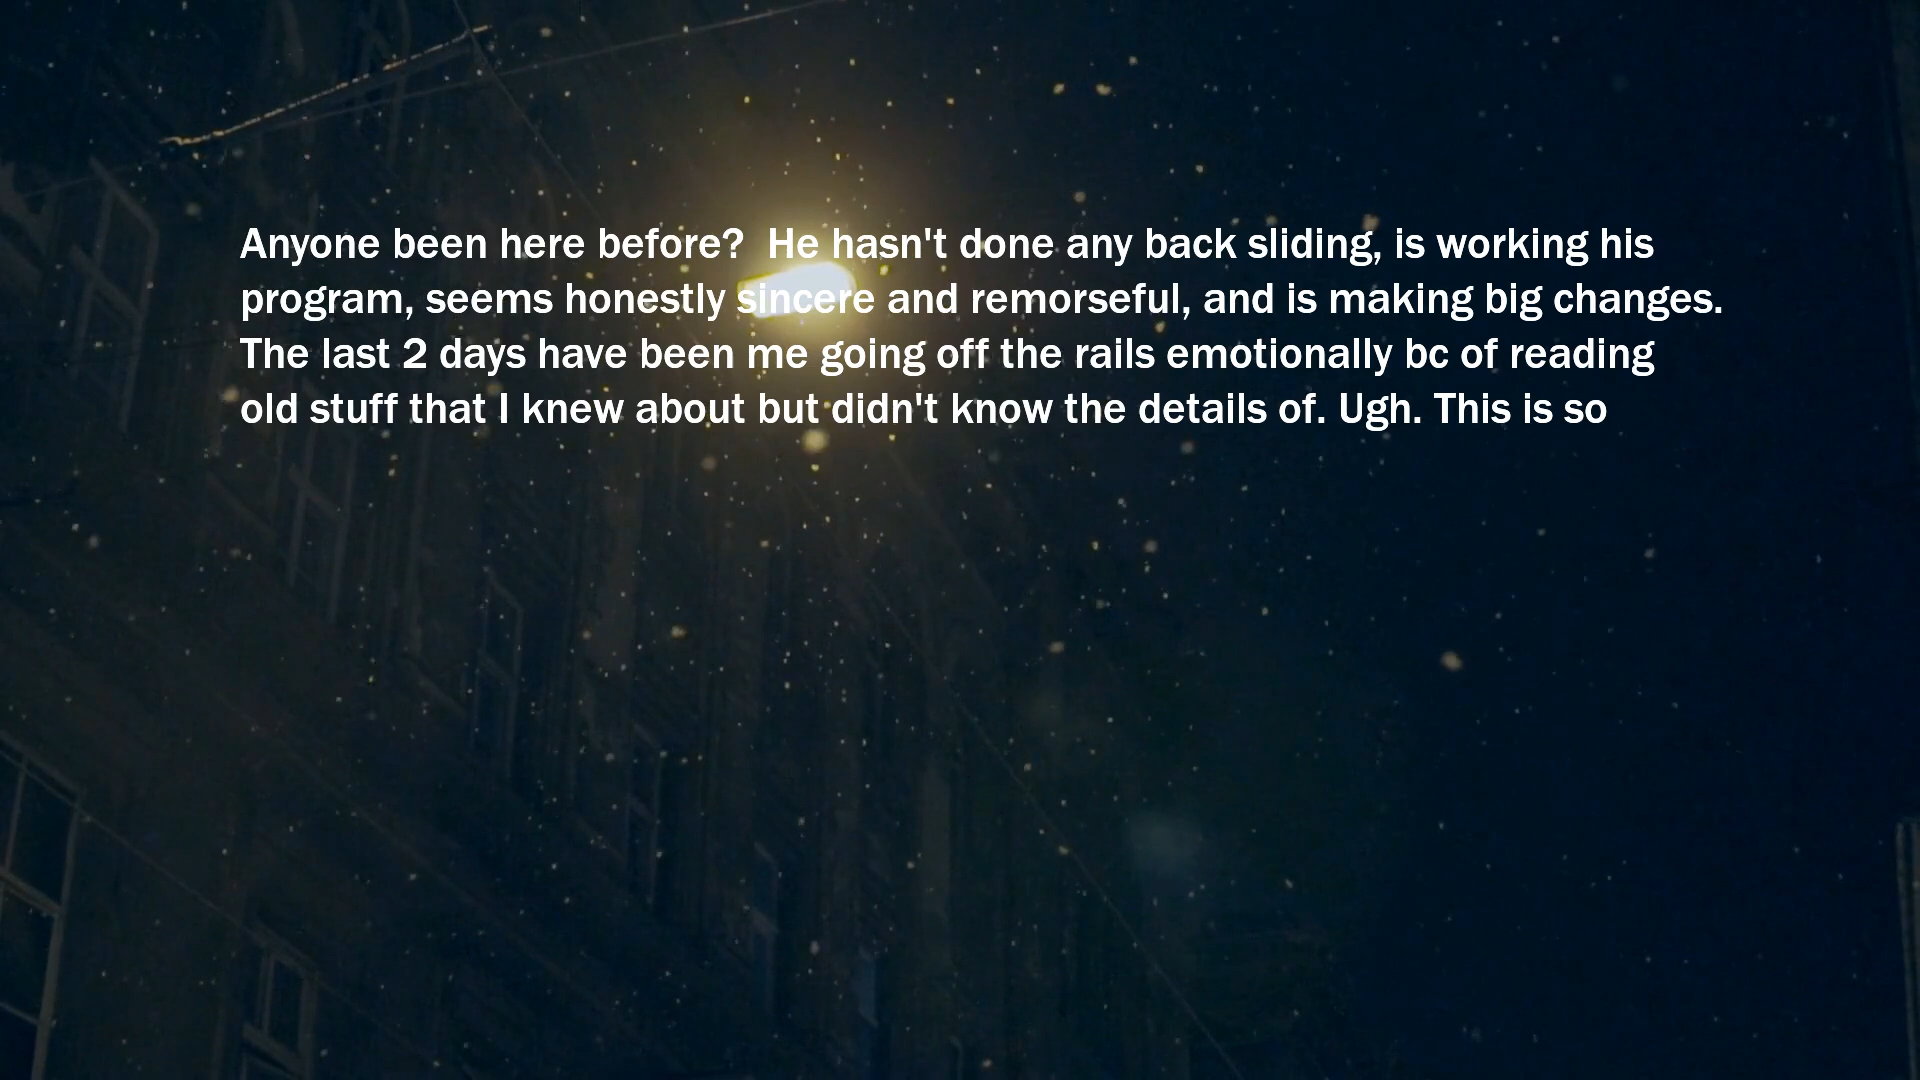 Anyone been here before?  He hasn't done any back sliding, is working his
program, seems honestly sincere and remorseful, and is making big changes.
The last 2 days have been me going off the rails emotionally bc of reading
old stuff that I knew about but didn't know the details of. Ugh. This is so